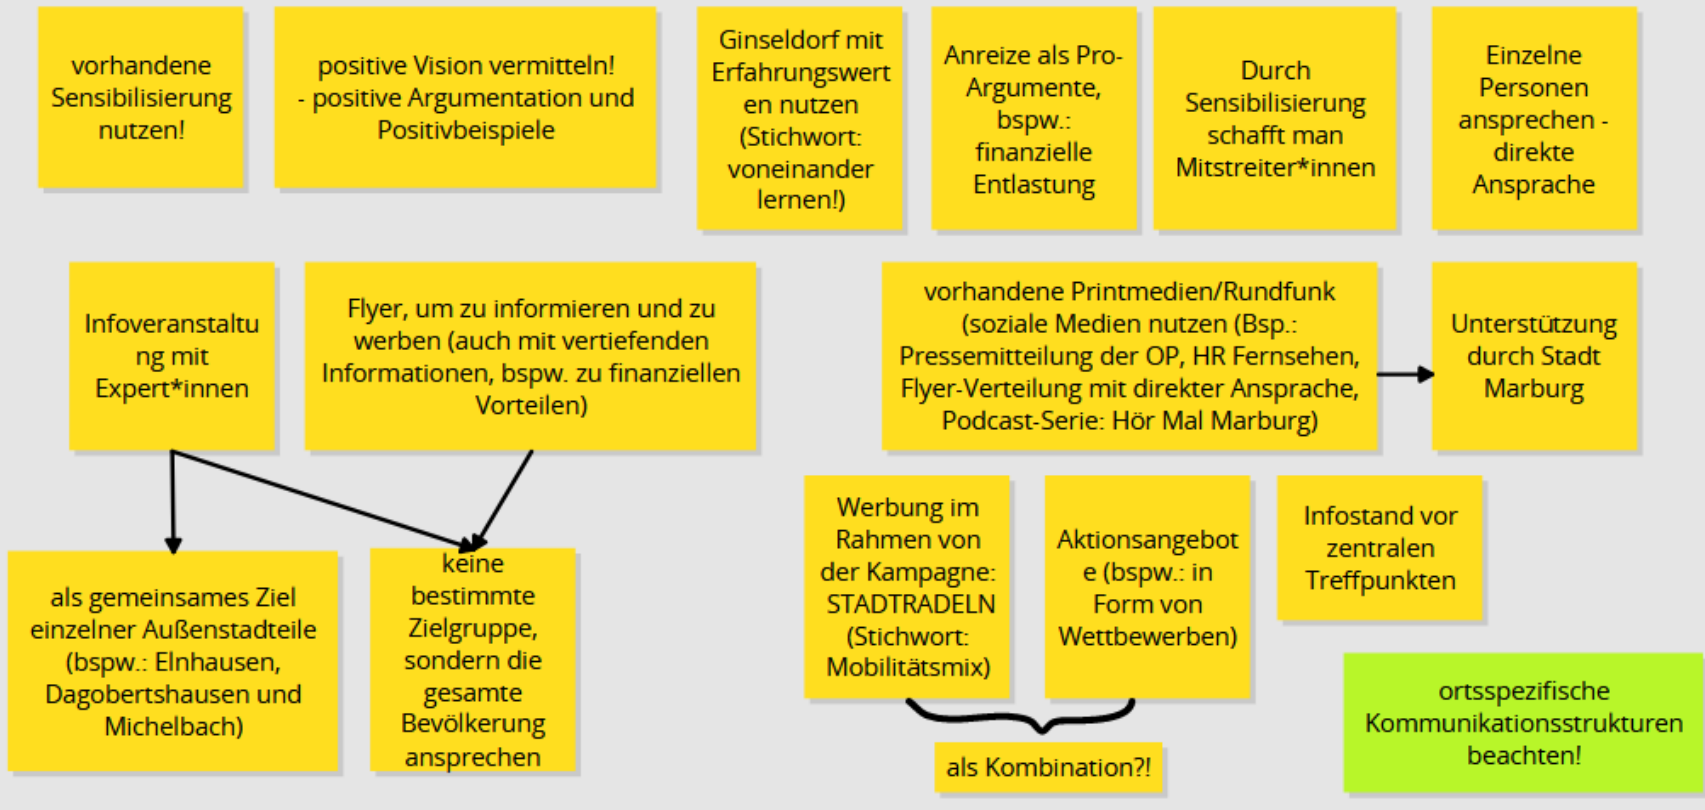 vorhandene
Sensibilisierung
nutzen!
positive Vision vermitteln!
- positive Argumentation und
Positivbeispiele
Ginseldorf mit
Erfahrungswert
en nutzen
(Stichwort:
voneinander
lernen!)
Anreize als Pro-
Argumente,
bspw.:
finanzielle
Entlastung
Durch
Sensibilisierung
schafft man
Mitstreiter*innen
Einzelne
Personen
ansprechen -
direkte
Ansprache
Infoveranstaltu
ng mit
Expert*innen
Flyer, um zu informieren und zu
werben (auch mit vertiefenden
Informationen, bspw. zu finanziellen
Vorteilen)
vorhandene Printmedien/Rundfunk
(soziale Medien nutzen (Bsp.:
Pressemitteilung der OP, HR Fernsehen,
Flyer-Verteilung mit direkter Ansprache,
Podcast-Serie: Hör Mal Marburg)
Unterstützung
durch Stadt
Marburg
als gemeinsames Ziel
einzelner Außenstadteile
(bspw.: Elnhausen,
Dagobertshausen und
Michelbach)
keine
bestimmte
Zielgruppe,
sondern die
gesamte
Bevölkerung
ansprechen
Werbung im
Rahmen von
der Kampagne:
STADTRADELN
(Stichwort:
Mobilitätsmix)
Aktionsangebot
e (bspw.: in
Form von
Wettbewerben)
Infostand vor
zentralen
Treffpunkten
als Kombination?!
ortsspezifische
Kommunikationsstrukturen
beachten!